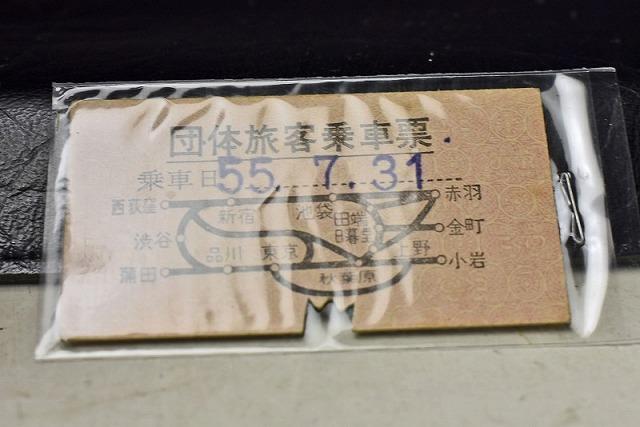 団体旅客乗車票
乗車日 55. 7. 31
西荻窪 新宿 池袋 田端 赤羽
日暮里 金町
渋谷 品川 東京 上野 小岩
蒲田 秋葉原